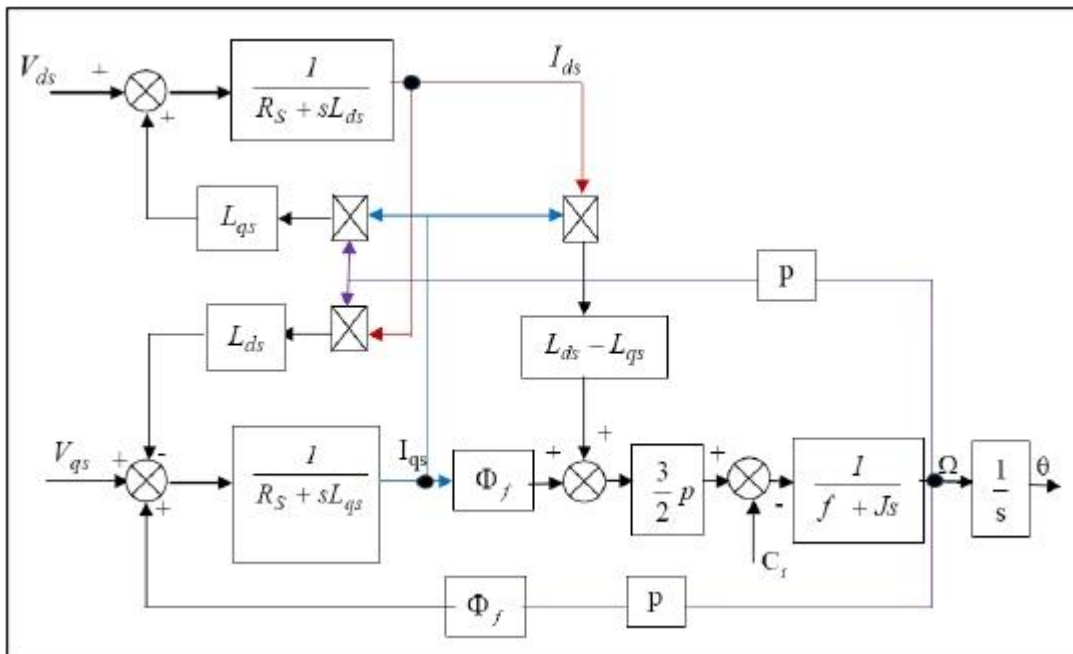 V_ds + 1 / (R_S + sL_ds) I_ds
+
L_qs
p
L_ds
L_ds – L_qs
V_qs + - 1 / (R_S + sL_qs) I_qs Φ_f + + 3/2 p + 1 / (f + Js) Ω 1/s θ
+ -
C_r
Φ_f p